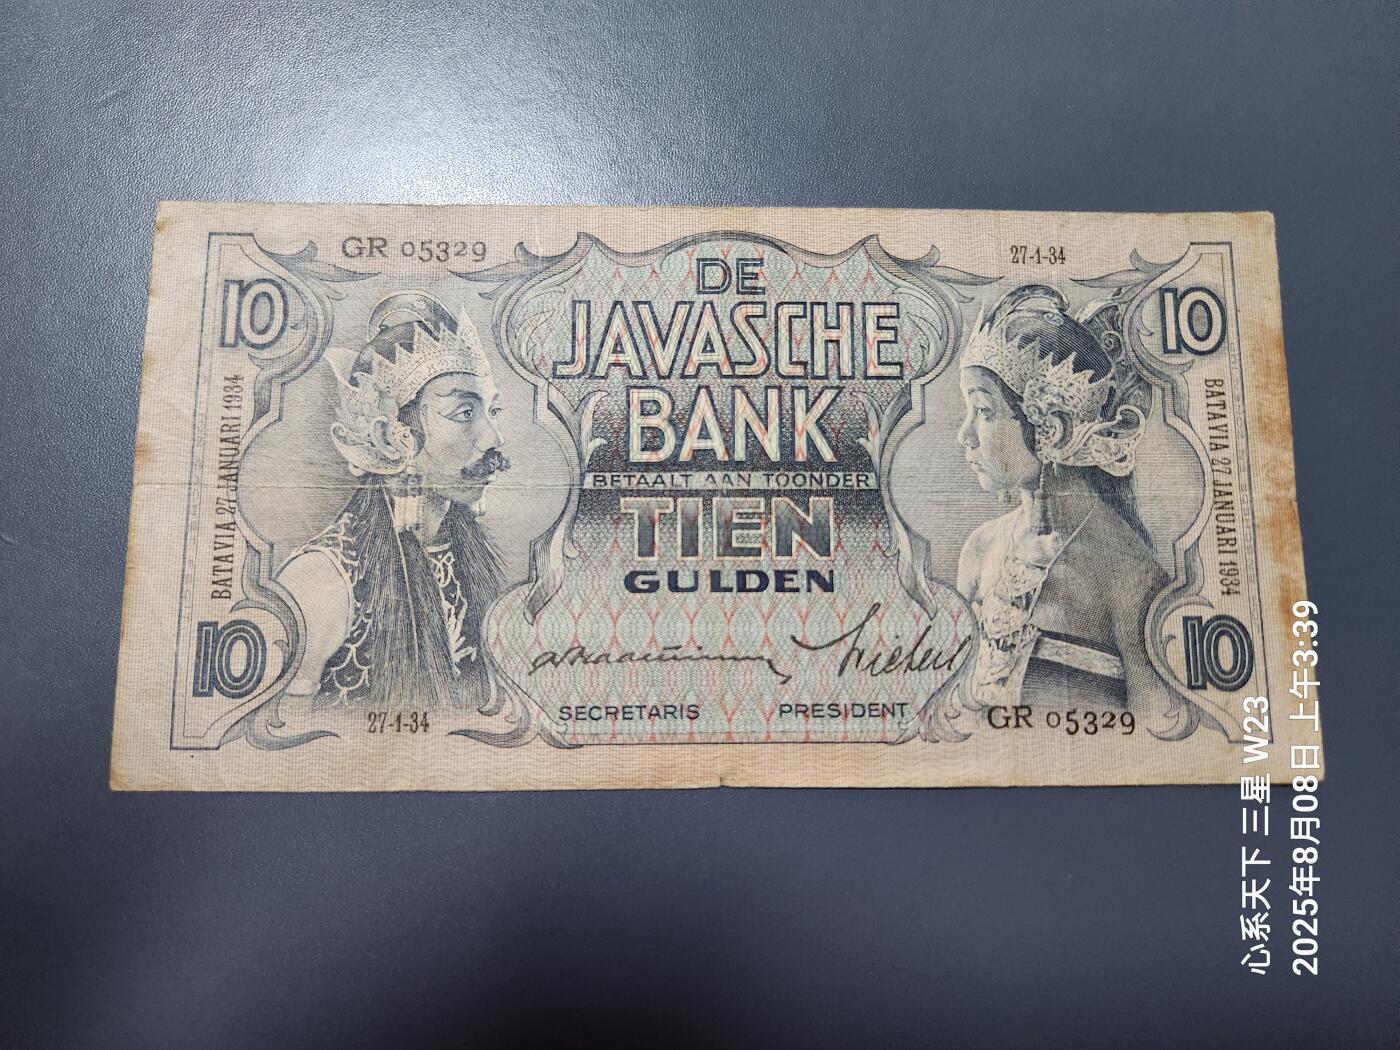 GR 05329
27-1-34
10
10
DE
JAVASCHE
BANK
BETAALT AAN TOONDER
TIEN
GULDEN
BATAVIA 27 JANUARI 1934
BATAVIA 27 JANUARI 1934
10
10
SECRETARIS
PRESIDENT
27-1-34
GR 05329
心系天下 三星 W23
2025年8月08日 上午3:39